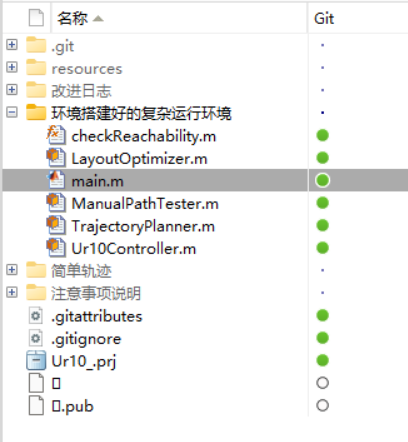 名称 Git
.git
resources
改进日志
环境搭建好的复杂运行环境
checkReachability.m
LayoutOptimizer.m
main.m
ManualPathTester.m
TrajectoryPlanner.m
Ur10Controller.m
简单轨迹
注意事项说明
.gitattributes
.gitignore
Ur10_.prj
.pub